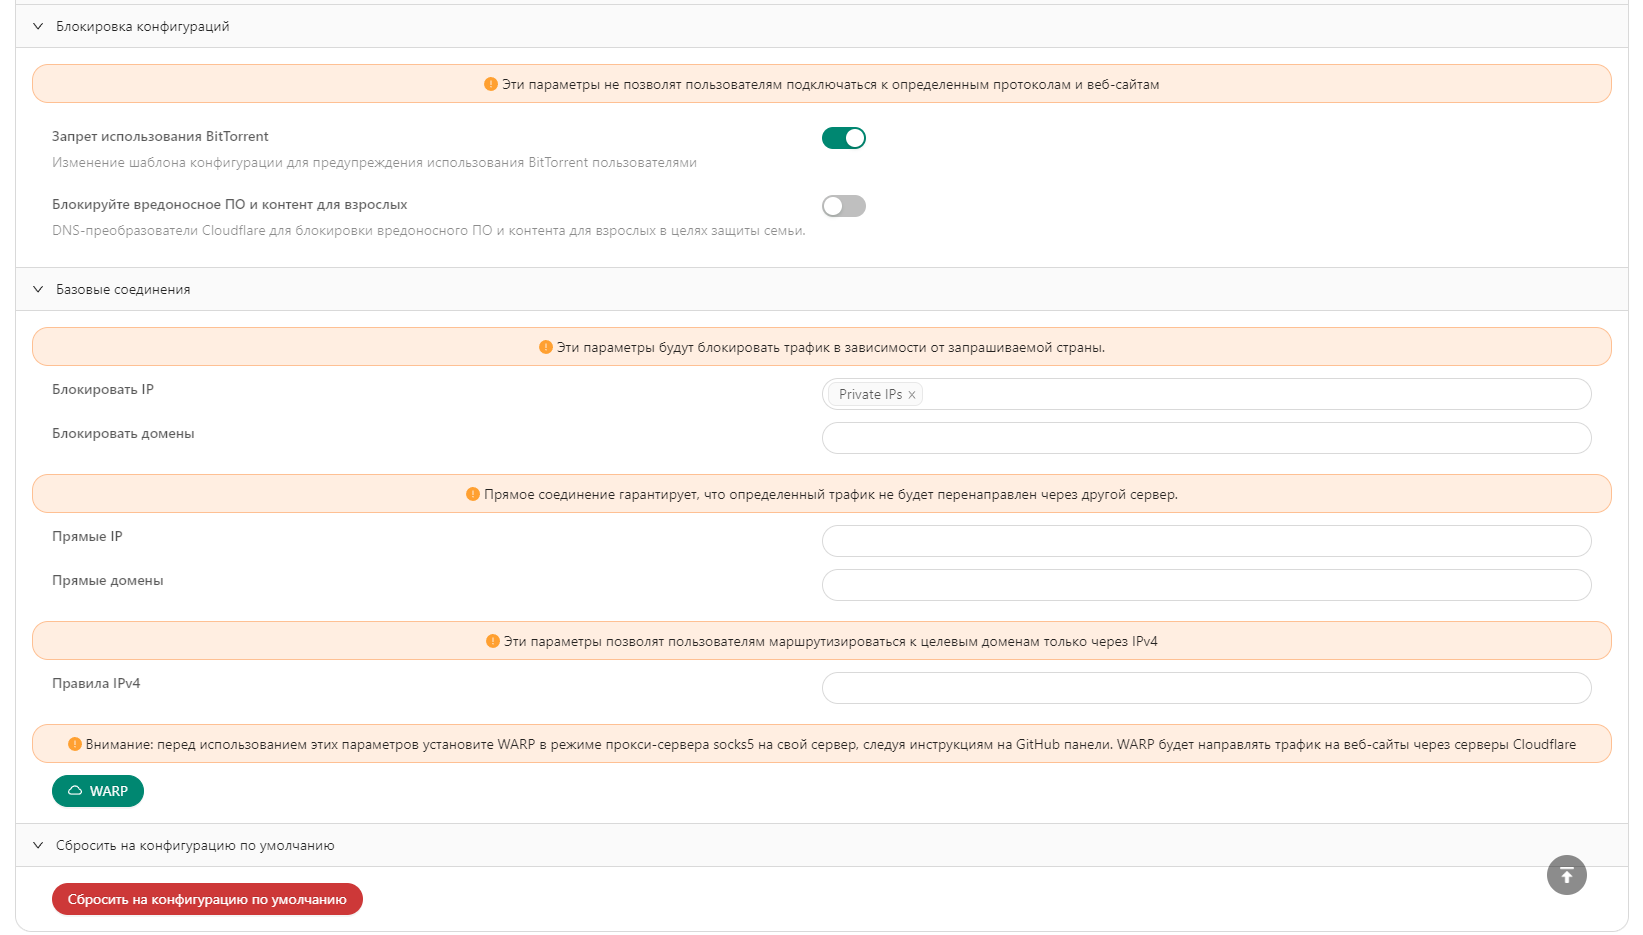 Блокировка конфигураций
Эти параметры не позволят пользователям подключаться к определенным протоколам и веб-сайтам
Запрет использования BitTorrent
Изменение шаблона конфигурации для предупреждения использования BitTorrent пользователями
Блокируйте вредоносное ПО и контент для взрослых
DNS-преобразователи Cloudflare для блокировки вредоносного ПО и контента для взрослых в целях защиты семьи.
Базовые соединения
Эти параметры будут блокировать трафик в зависимости от запрашиваемой страны.
Блокировать IP
Private IPs x
Блокировать домены
Прямое соединение гарантирует, что определенный трафик не будет перенаправлен через другой сервер.
Прямые IP
Прямые домены
Эти параметры позволят пользователям маршрутизироваться к целевым доменам только через IPv4
Правила IPv4
Внимание: перед использованием этих параметров установите WARP в режиме прокси-сервера socks5 на свой сервер, следуя инструкциям на GitHub панели. WARP будет направлять трафик на веб-сайты через серверы Cloudflare
WARP
Сбросить на конфигурацию по умолчанию
Сбросить на конфигурацию по умолчанию